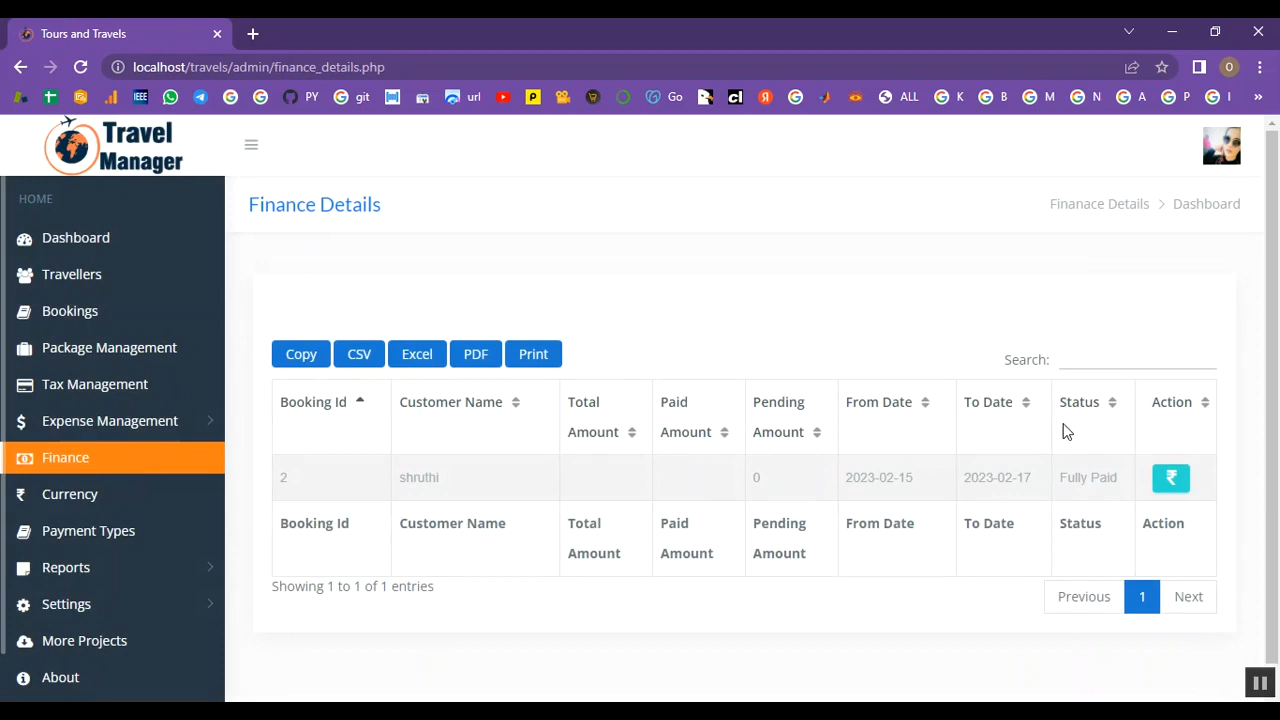 Tours and Travels
localhost/travels/admin/finance_details.php
O
IEEE
PY
git
url
P
Go
cl
Я
ALL
K
B
M
N
A
P
I
»
Travel
Manager
HOME
Dashboard
Travellers
Bookings
Package Management
Tax Management
Expense Management
Finance
Currency
Payment Types
Reports
Settings
More Projects
About
Finance Details
Finanace Details > Dashboard
Copy CSV Excel PDF Print
Search:
Booking Id Customer Name Total Amount Paid Amount Pending Amount From Date To Date Status Action
2 shruthi 0 2023-02-15 2023-02-17 Fully Paid ₹
Booking Id Customer Name Total Amount Paid Amount Pending Amount From Date To Date Status Action
Showing 1 to 1 of 1 entries
Previous 1 Next